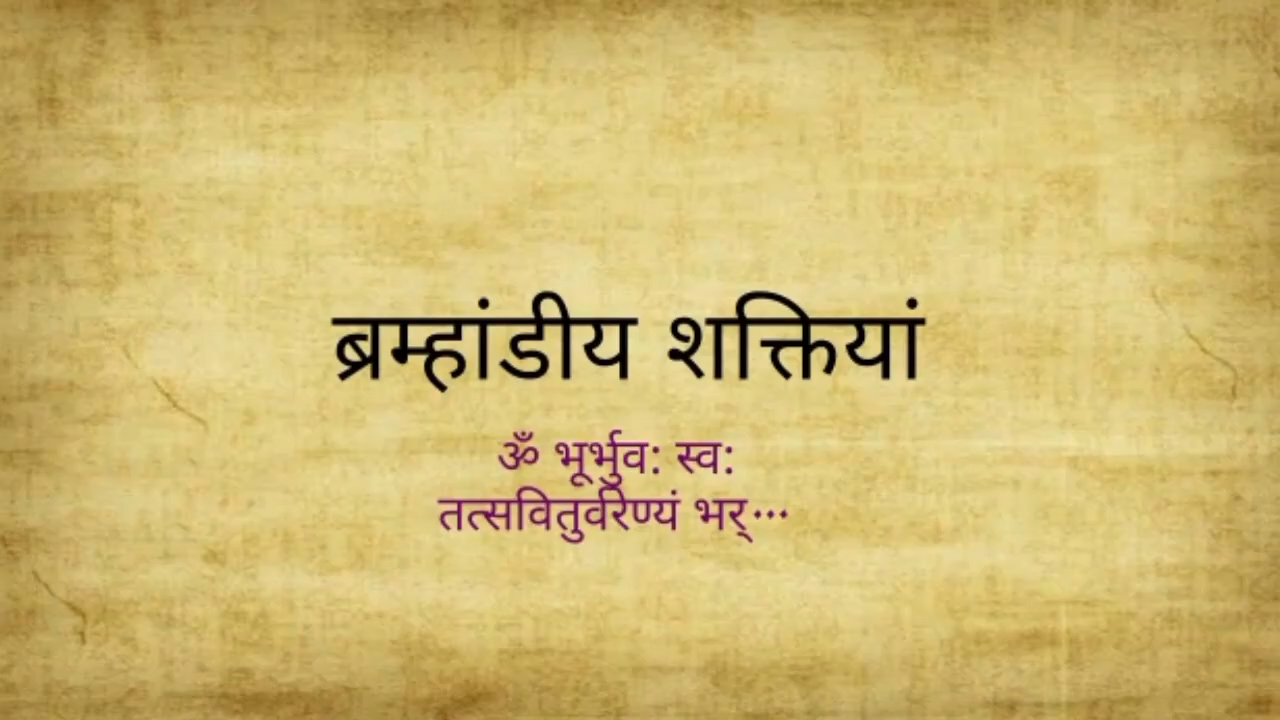 ब्रम्हांडीय शक्तियां
ॐ भूर्भुव: स्व:
तत्सवितुर्वरेण्यं भर्···